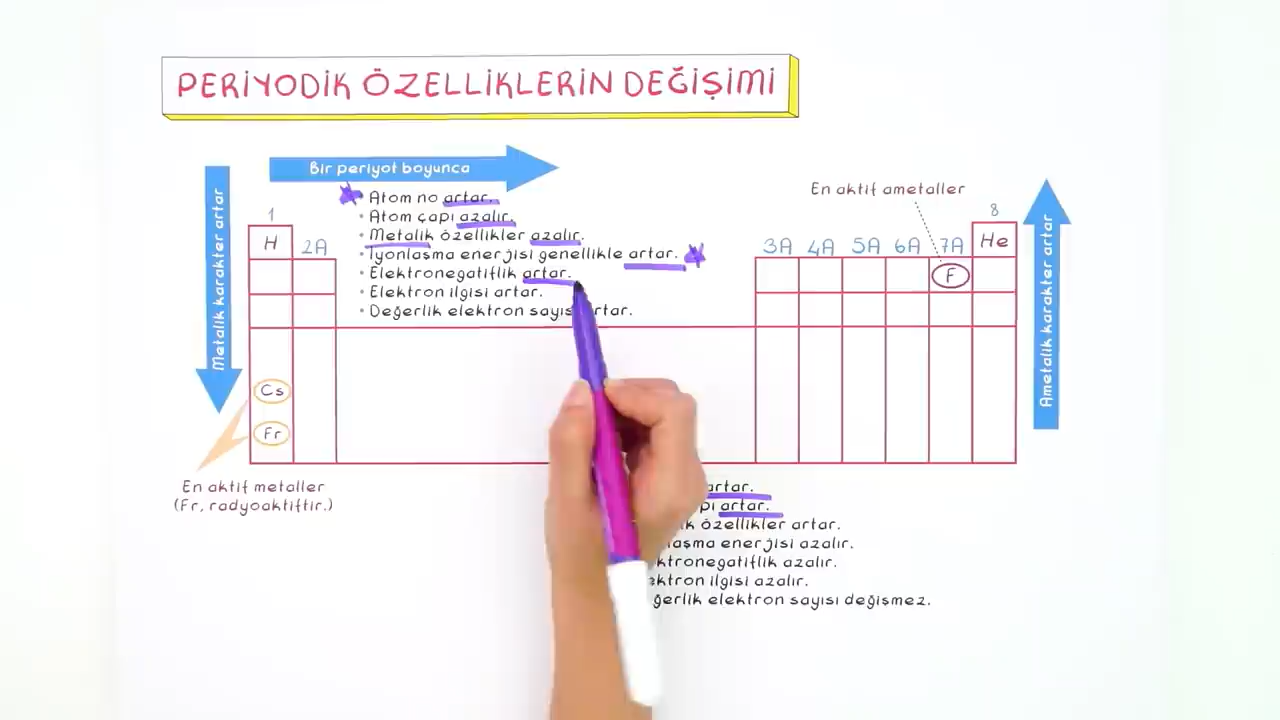 PERİYODİK ÖZELLİKLERİN DEĞİŞİMİ
Bir periyot boyunca
Metalik karakter artar
Atom no artar.
Atom çapı azalır.
Metalik özellikler azalır.
İyonlaşma enerjisi genellikle artar.
Elektronegatiflik artar.
Elektron ilgisi artar.
Değerlik elektron artar.
En aktif ametaller
Ametalik karakter artar
1
8
H
2A
3A 4A 5A 6A 7A
He
F
Cs
Fr
En aktif metaller
(Fr, radyoaktiftir.)
artar.
artar.
özellikler artar.
enerjisi azalır.
azalır.
ilgisi azalır.
elektron sayısı değişmez.